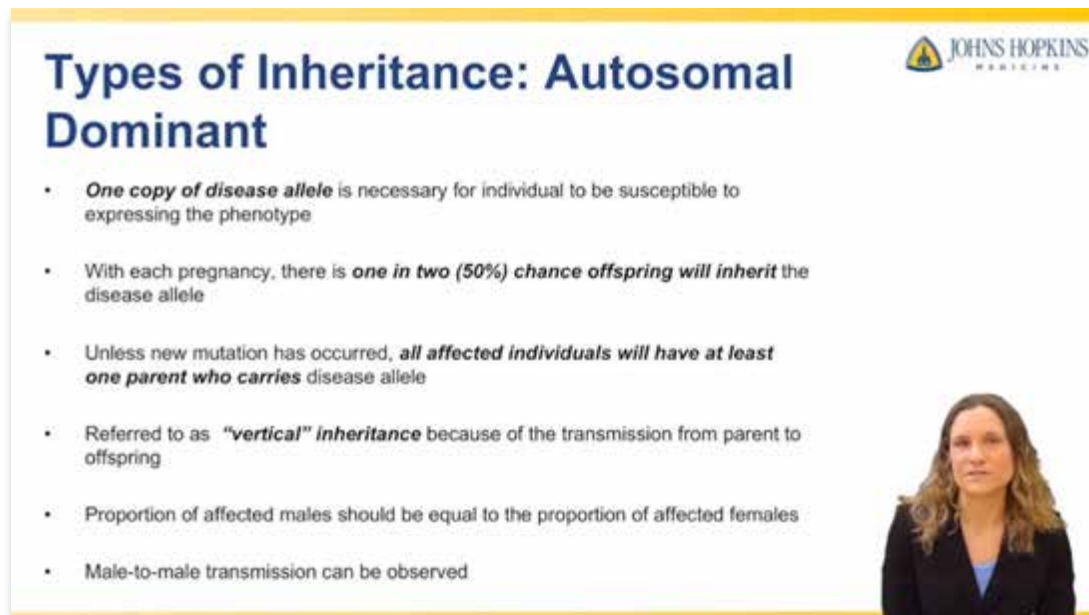 JOHNS HOPKINS
MEDICINE
Types of Inheritance: Autosomal
Dominant
• One copy of disease allele is necessary for individual to be susceptible to
expressing the phenotype
• With each pregnancy, there is one in two (50%) chance offspring will inherit the
disease allele
• Unless new mutation has occurred, all affected individuals will have at least
one parent who carries disease allele
• Referred to as “vertical” inheritance because of the transmission from parent to
offspring
• Proportion of affected males should be equal to the proportion of affected females
• Male-to-male transmission can be observed